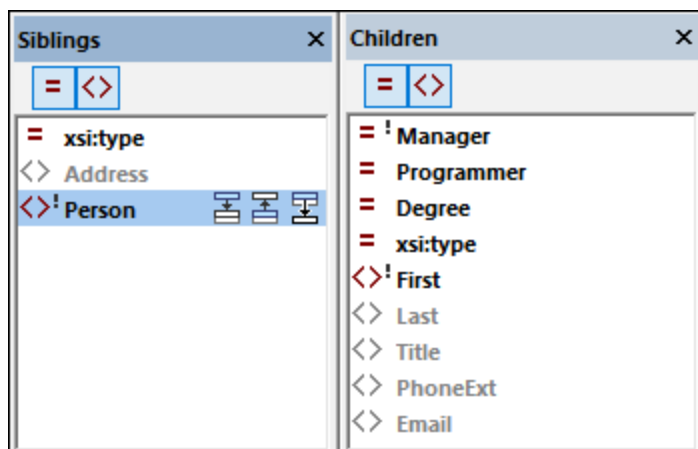 Siblings
= <>
= xsi:type
<> Address
<>! Person
Children
= <>
= ! Manager
= Programmer
= Degree
= xsi:type
<>! First
<> Last
<> Title
<> PhoneExt
<> Email